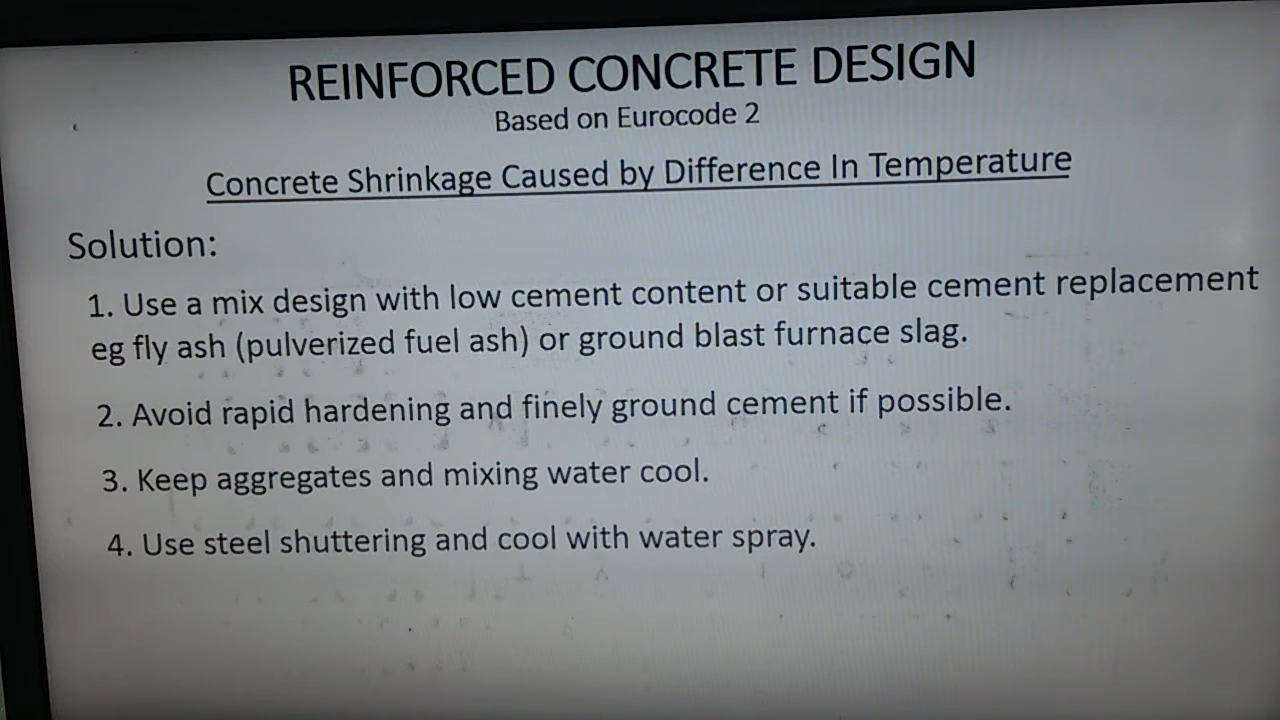 REINFORCED CONCRETE DESIGN
Based on Eurocode 2
Concrete Shrinkage Caused by Difference In Temperature
Solution:
1. Use a mix design with low cement content or suitable cement replacement
eg fly ash (pulverized fuel ash) or ground blast furnace slag.
2. Avoid rapid hardening and finely ground cement if possible.
3. Keep aggregates and mixing water cool.
4. Use steel shuttering and cool with water spray.